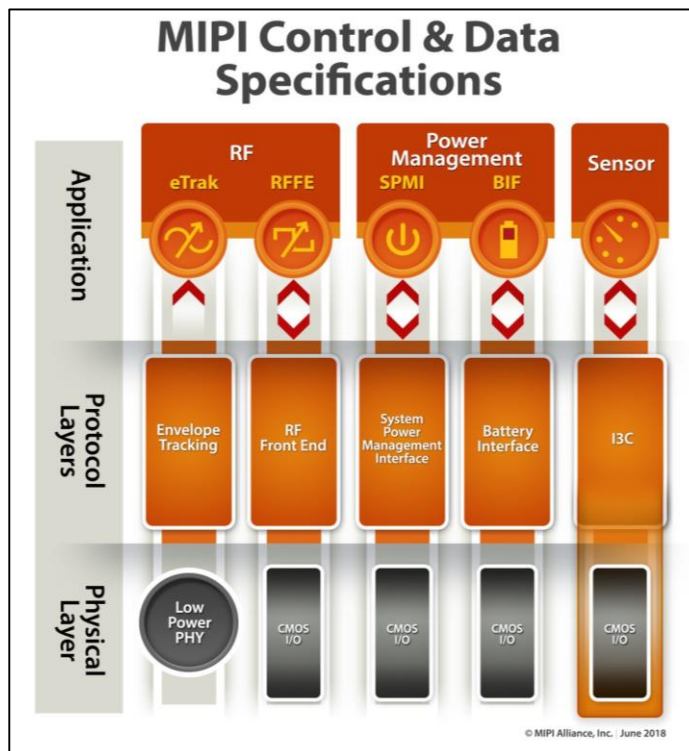 MIPI Control & Data
Specifications
Application
RF
eTrak
RFFE
Power
Management
SPMI
BIF
Sensor
Protocol
Layers
Envelope
Tracking
RF
Front End
System
Power
Management
Interface
Battery
Interface
I3C
Physical
Layer
Low
Power
PHY
CMOS
I/O
CMOS
I/O
CMOS
I/O
CMOS
I/O
© MIPI Alliance, Inc. | June 2018